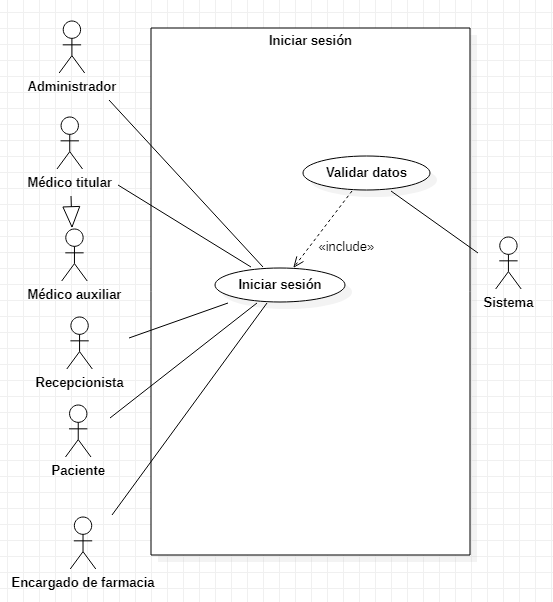 Iniciar sesión
Administrador
Médico titular
Validar datos
«include»
Iniciar sesión
Médico auxiliar
Sistema
Recepcionista
Paciente
Encargado de farmacia